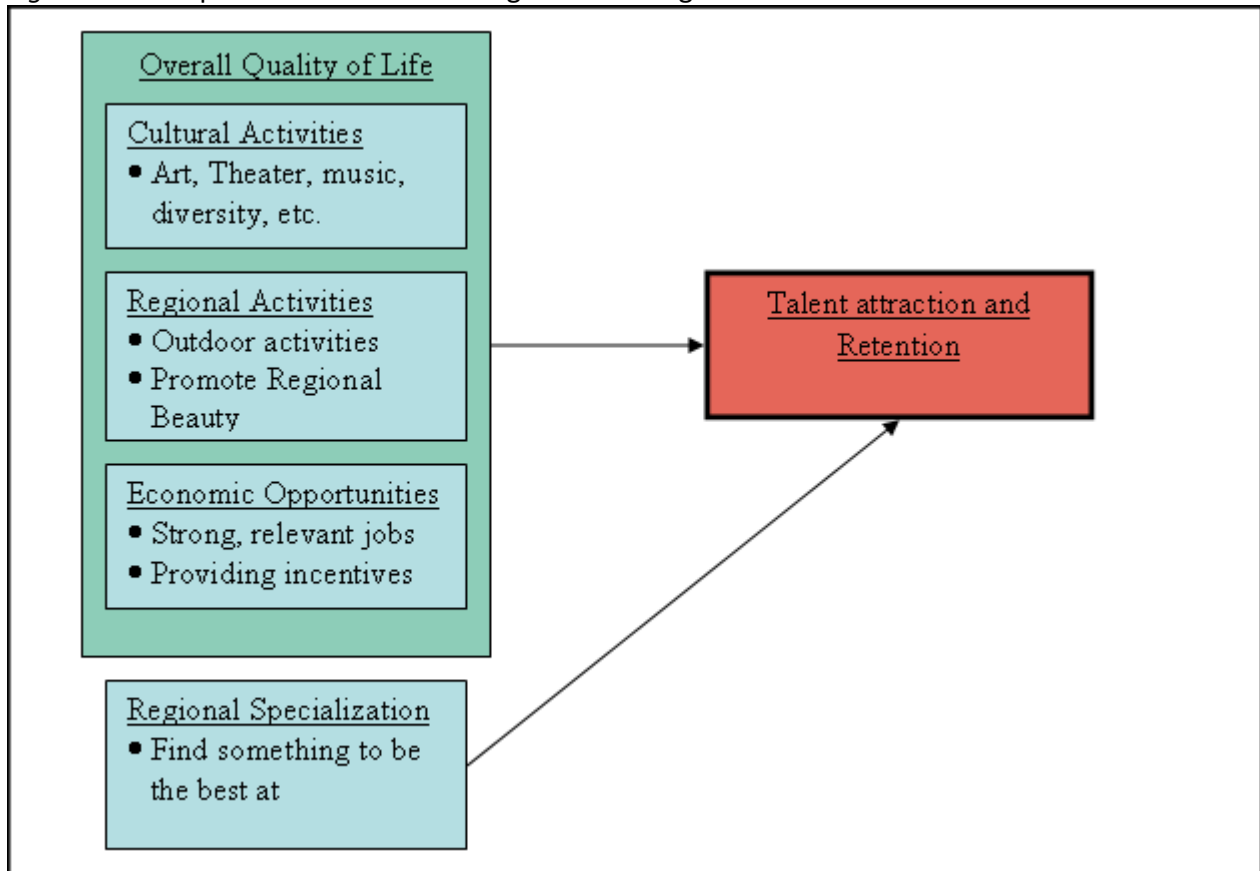 Overall Quality of Life
Cultural Activities
• Art, Theater, music,
diversity, etc.
Regional Activities
• Outdoor activities
• Promote Regional
Beauty
Economic Opportunities
• Strong, relevant jobs
• Providing incentives
Regional Specialization
• Find something to be
the best at
Talent attraction and
Retention